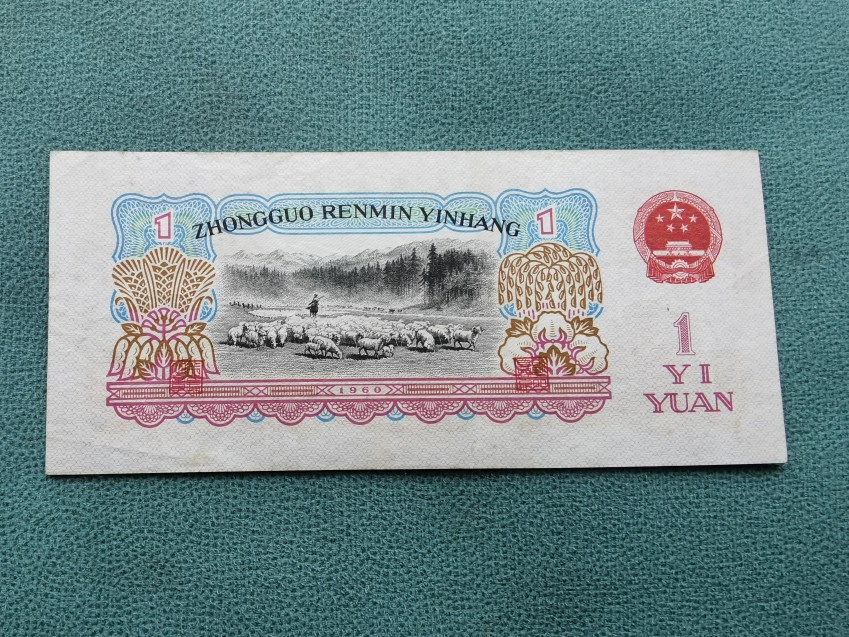 1
ZHONGGUO RENMIN YINHANG
1
1960
1
YI
YUAN